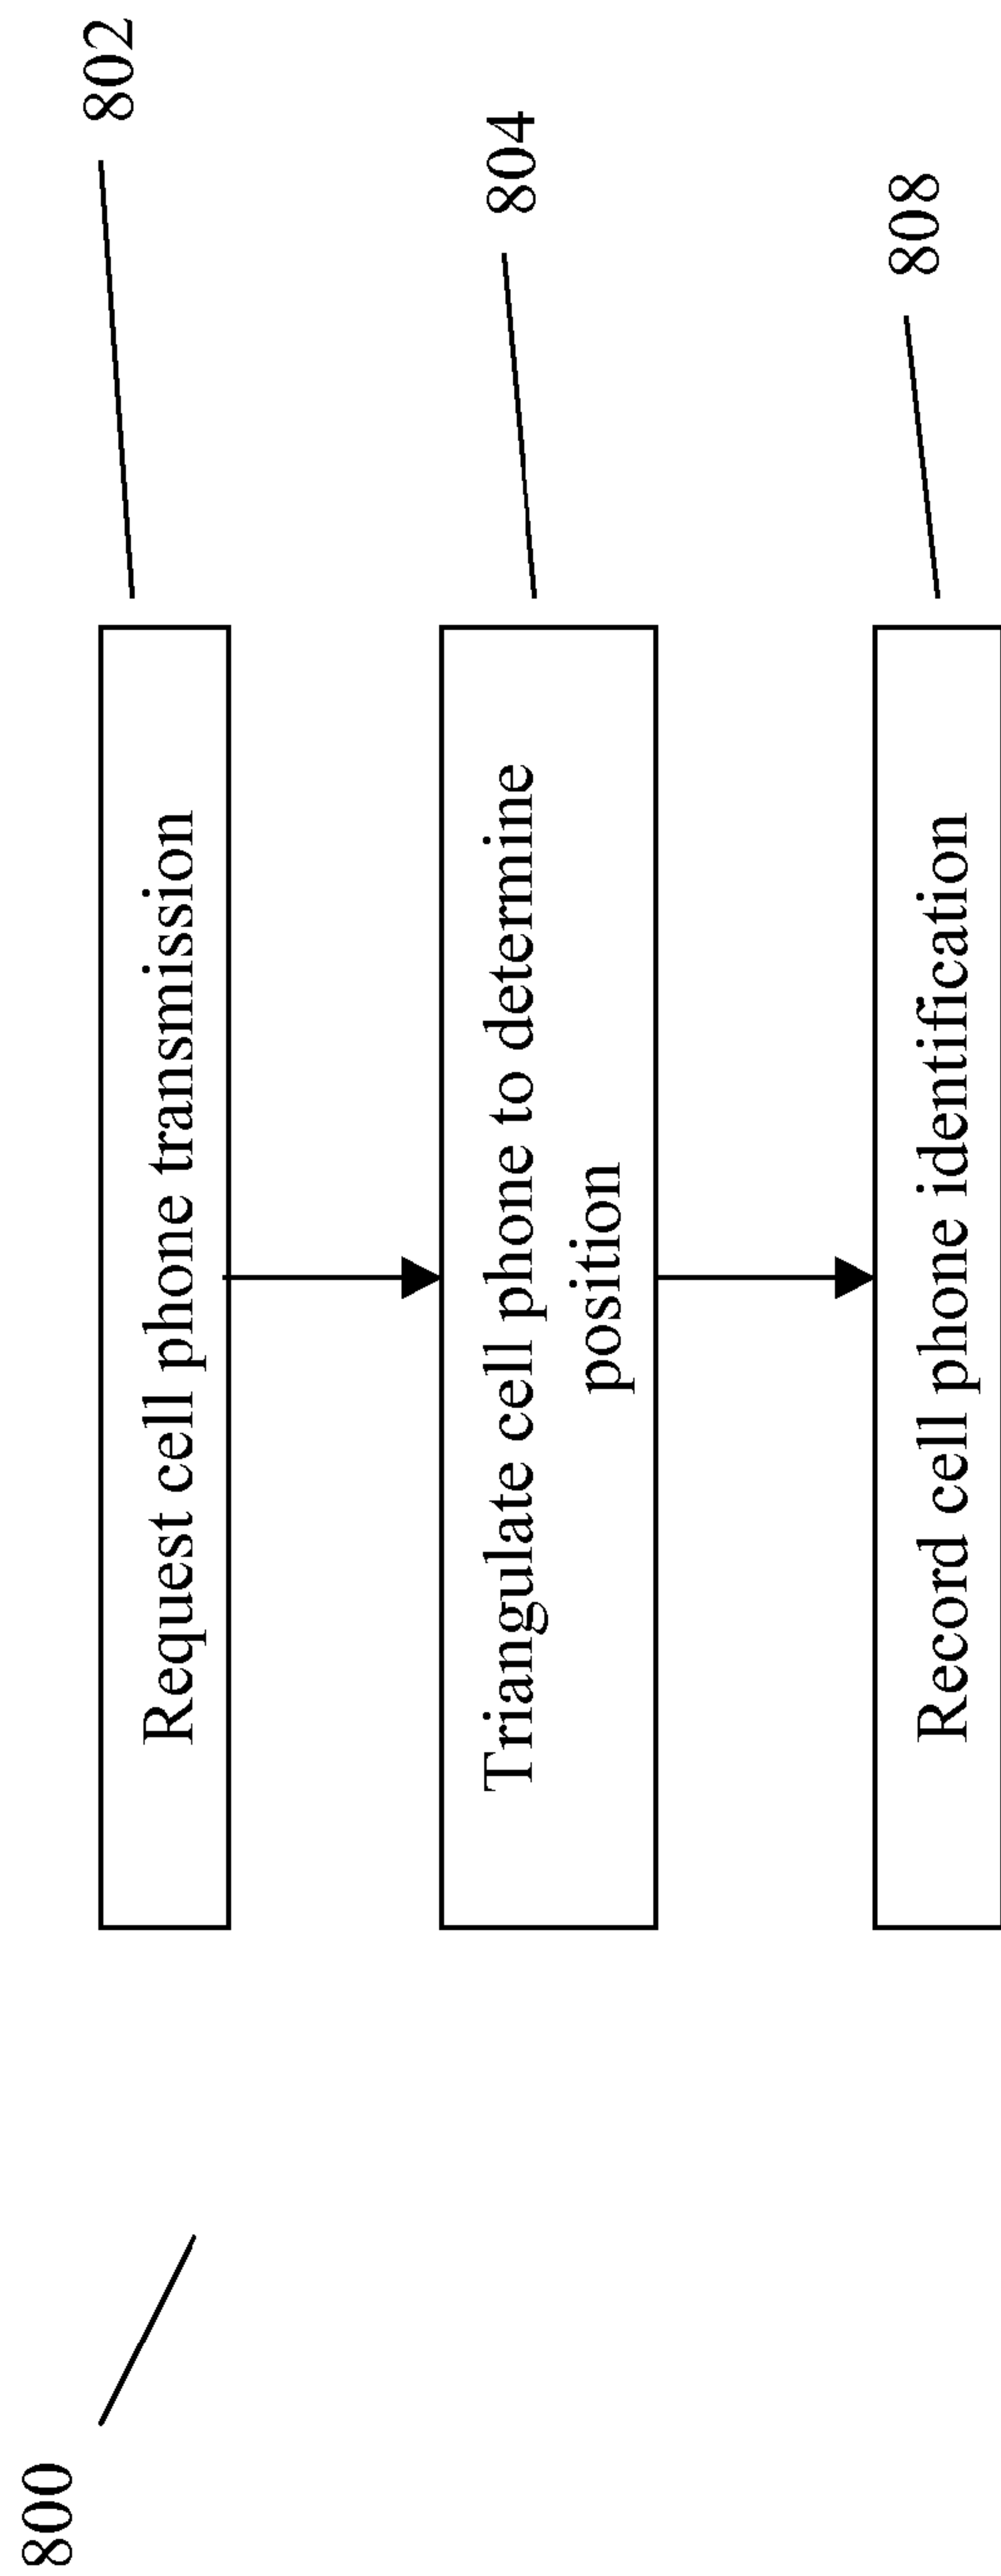 800
Request cell phone transmission
802
Triangulate cell phone to determine
position
804
Record cell phone identification
808